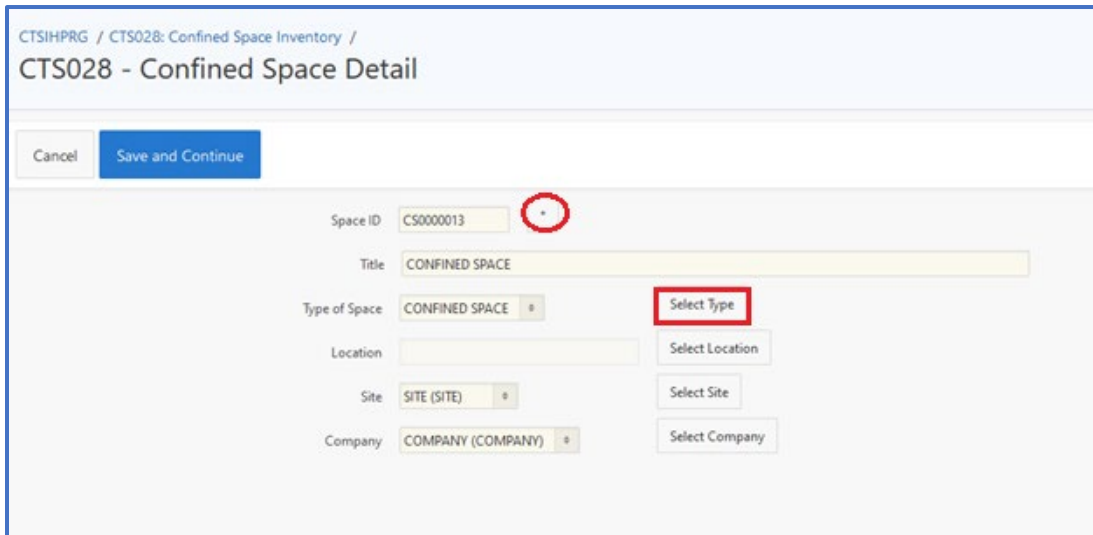 CTSIHPRG / CTS028: Confined Space Inventory /
CTS028 - Confined Space Detail
Cancel Save and Continue
Space ID CS0000013 *
Title CONFINED SPACE
Type of Space CONFINED SPACE Select Type
Location Select Location
Site SITE (SITE) Select Site
Company COMPANY (COMPANY) Select Company